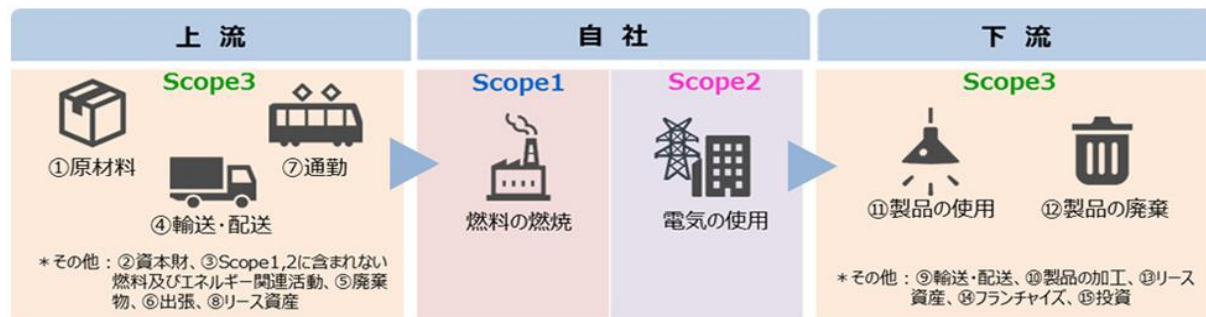 上流
自社
下流
Scope3
①原材料
④輸送・配送
⑦通勤
＊その他：②資本財、③Scope1,2に含まれない
燃料及びエネルギー関連活動、⑤廃棄
物、⑥出張、⑧リース資産
Scope1
燃料の燃焼
Scope2
電気の使用
Scope3
⑪製品の使用
⑫製品の廃棄
＊その他：⑨輸送・配送、⑩製品の加工、⑬リース
資産、⑭フランチャイズ、⑮投資